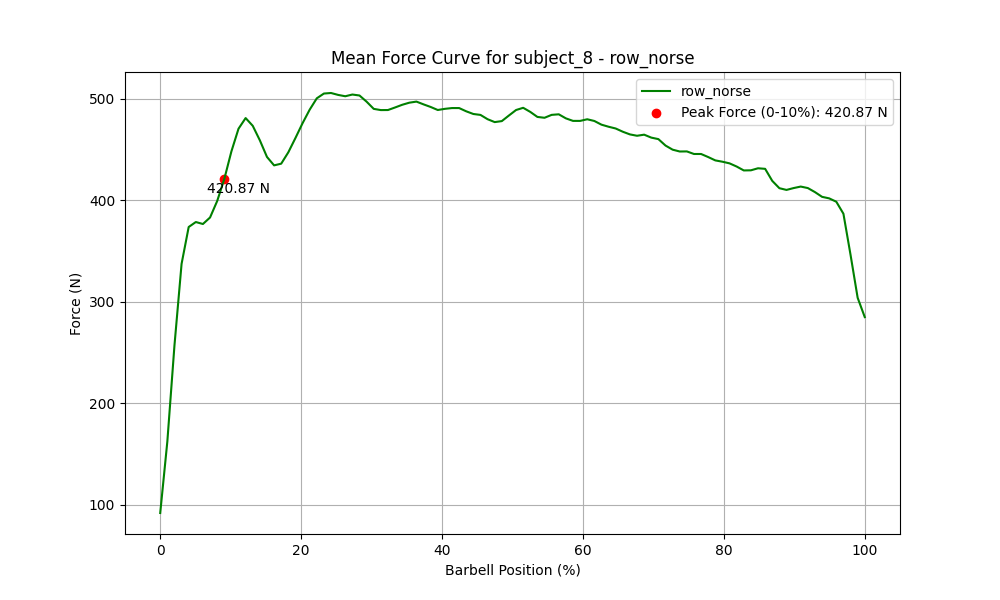 Mean Force Curve for subject_8 - row_norse
row_norse
Peak Force (0-10%): 420.87 N
500
400
300
200
100
420.87 N
Force (N)
0
20
40
60
80
100
Barbell Position (%)